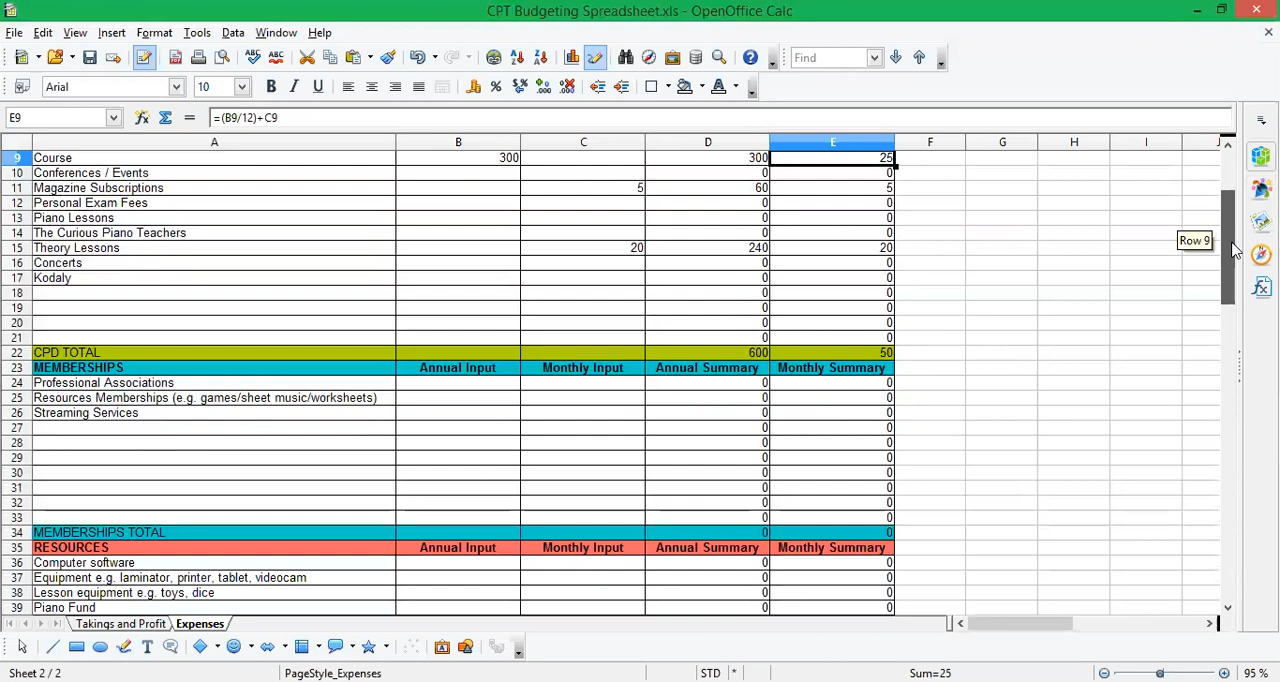 CPT Budgeting Spreadsheet.xls - OpenOffice Calc
File Edit View Insert Format Tools Data Window Help
Find
Arial 10
E9 =(B9/12)+C9
A B C D E F G H I J
9 Course 300 300 25
10 Conferences / Events 0 0
11 Magazine Subscriptions 5 60 5
12 Personal Exam Fees 0 0
13 Piano Lessons 0 0
14 The Curious Piano Teachers 0 0
15 Theory Lessons 20 240 20
16 Concerts 0 0
17 Kodaly 0 0
18 0 0
19 0 0
20 0 0
21 0 0
22 CPD TOTAL 600 50
23 MEMBERSHIPS Annual Input Monthly Input Annual Summary Monthly Summary
24 Professional Associations 0 0
25 Resources Memberships (e.g. games/sheet music/worksheets) 0 0
26 Streaming Services 0 0
27 0 0
28 0 0
29 0 0
30 0 0
31 0 0
32 0 0
33 0 0
34 MEMBERSHIPS TOTAL 0 0
35 RESOURCES Annual Input Monthly Input Annual Summary Monthly Summary
36 Computer software 0 0
37 Equipment e.g. laminator, printer, tablet, videocam 0 0
38 Lesson equipment e.g. toys, dice 0 0
39 Piano Fund 0 0
Row 9
Takings and Profit Expenses
Sheet 2 / 2 PageStyle_Expenses STD * Sum=25 95 %